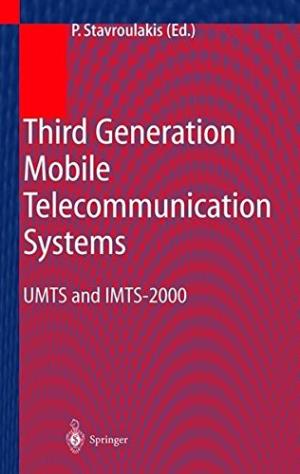 P. Stavroulakis (Ed.)
Third Generation
Mobile
Telecommunication
Systems
UMTS and IMTS-2000
Springer